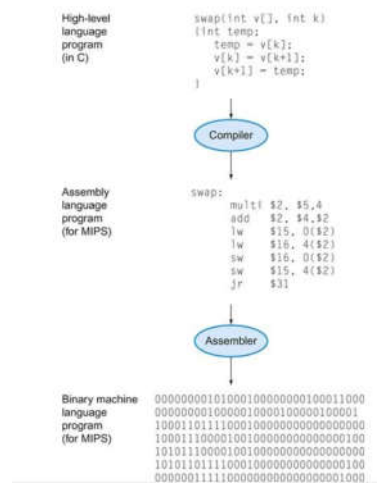 High-level
language
program
(in C)
swap(int v[], int k)
{int temp;
temp = v[k];
v[k] = v[k+1];
v[k+1] = temp;
}
Compiler
Assembly
language
program
(for MIPS)
swap:
multi $2, $5,4
add $2, $4,$2
lw $15, 0($2)
lw $16, 4($2)
sw $16, 0($2)
sw $15, 4($2)
jr $31
Assembler
Binary machine
language
program
(for MIPS)
00000000101000100000000100011000
00000000100000100001000000100001
10001101111000100000000000000000
10001110000100100000000000000100
10101110000100100000000000000000
10101101111000100000000000000100
00000011111000000000000000001000